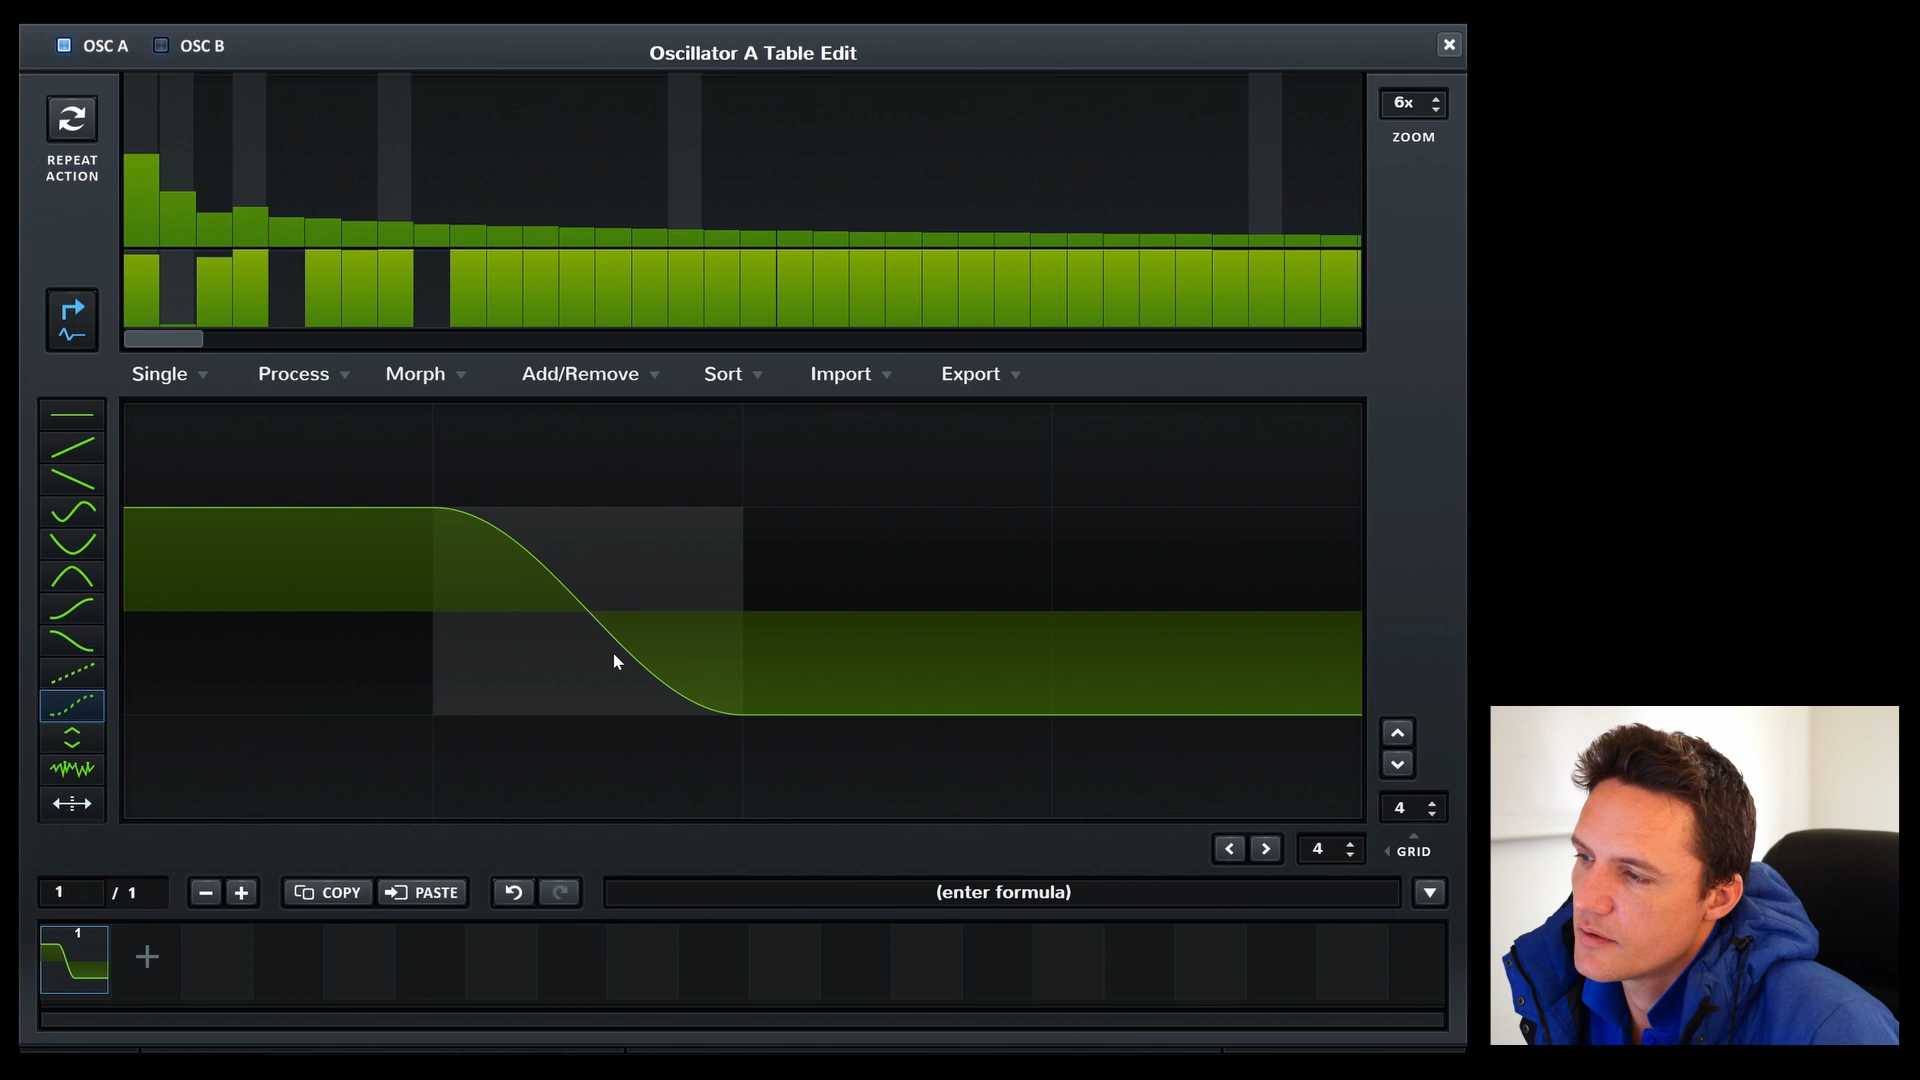 OSC A
OSC B
Oscillator A Table Edit
REPEAT
ACTION
6x
ZOOM
Single
Process
Morph
Add/Remove
Sort
Import
Export
4
4
GRID
1
/ 1
COPY
PASTE
(enter formula)
1